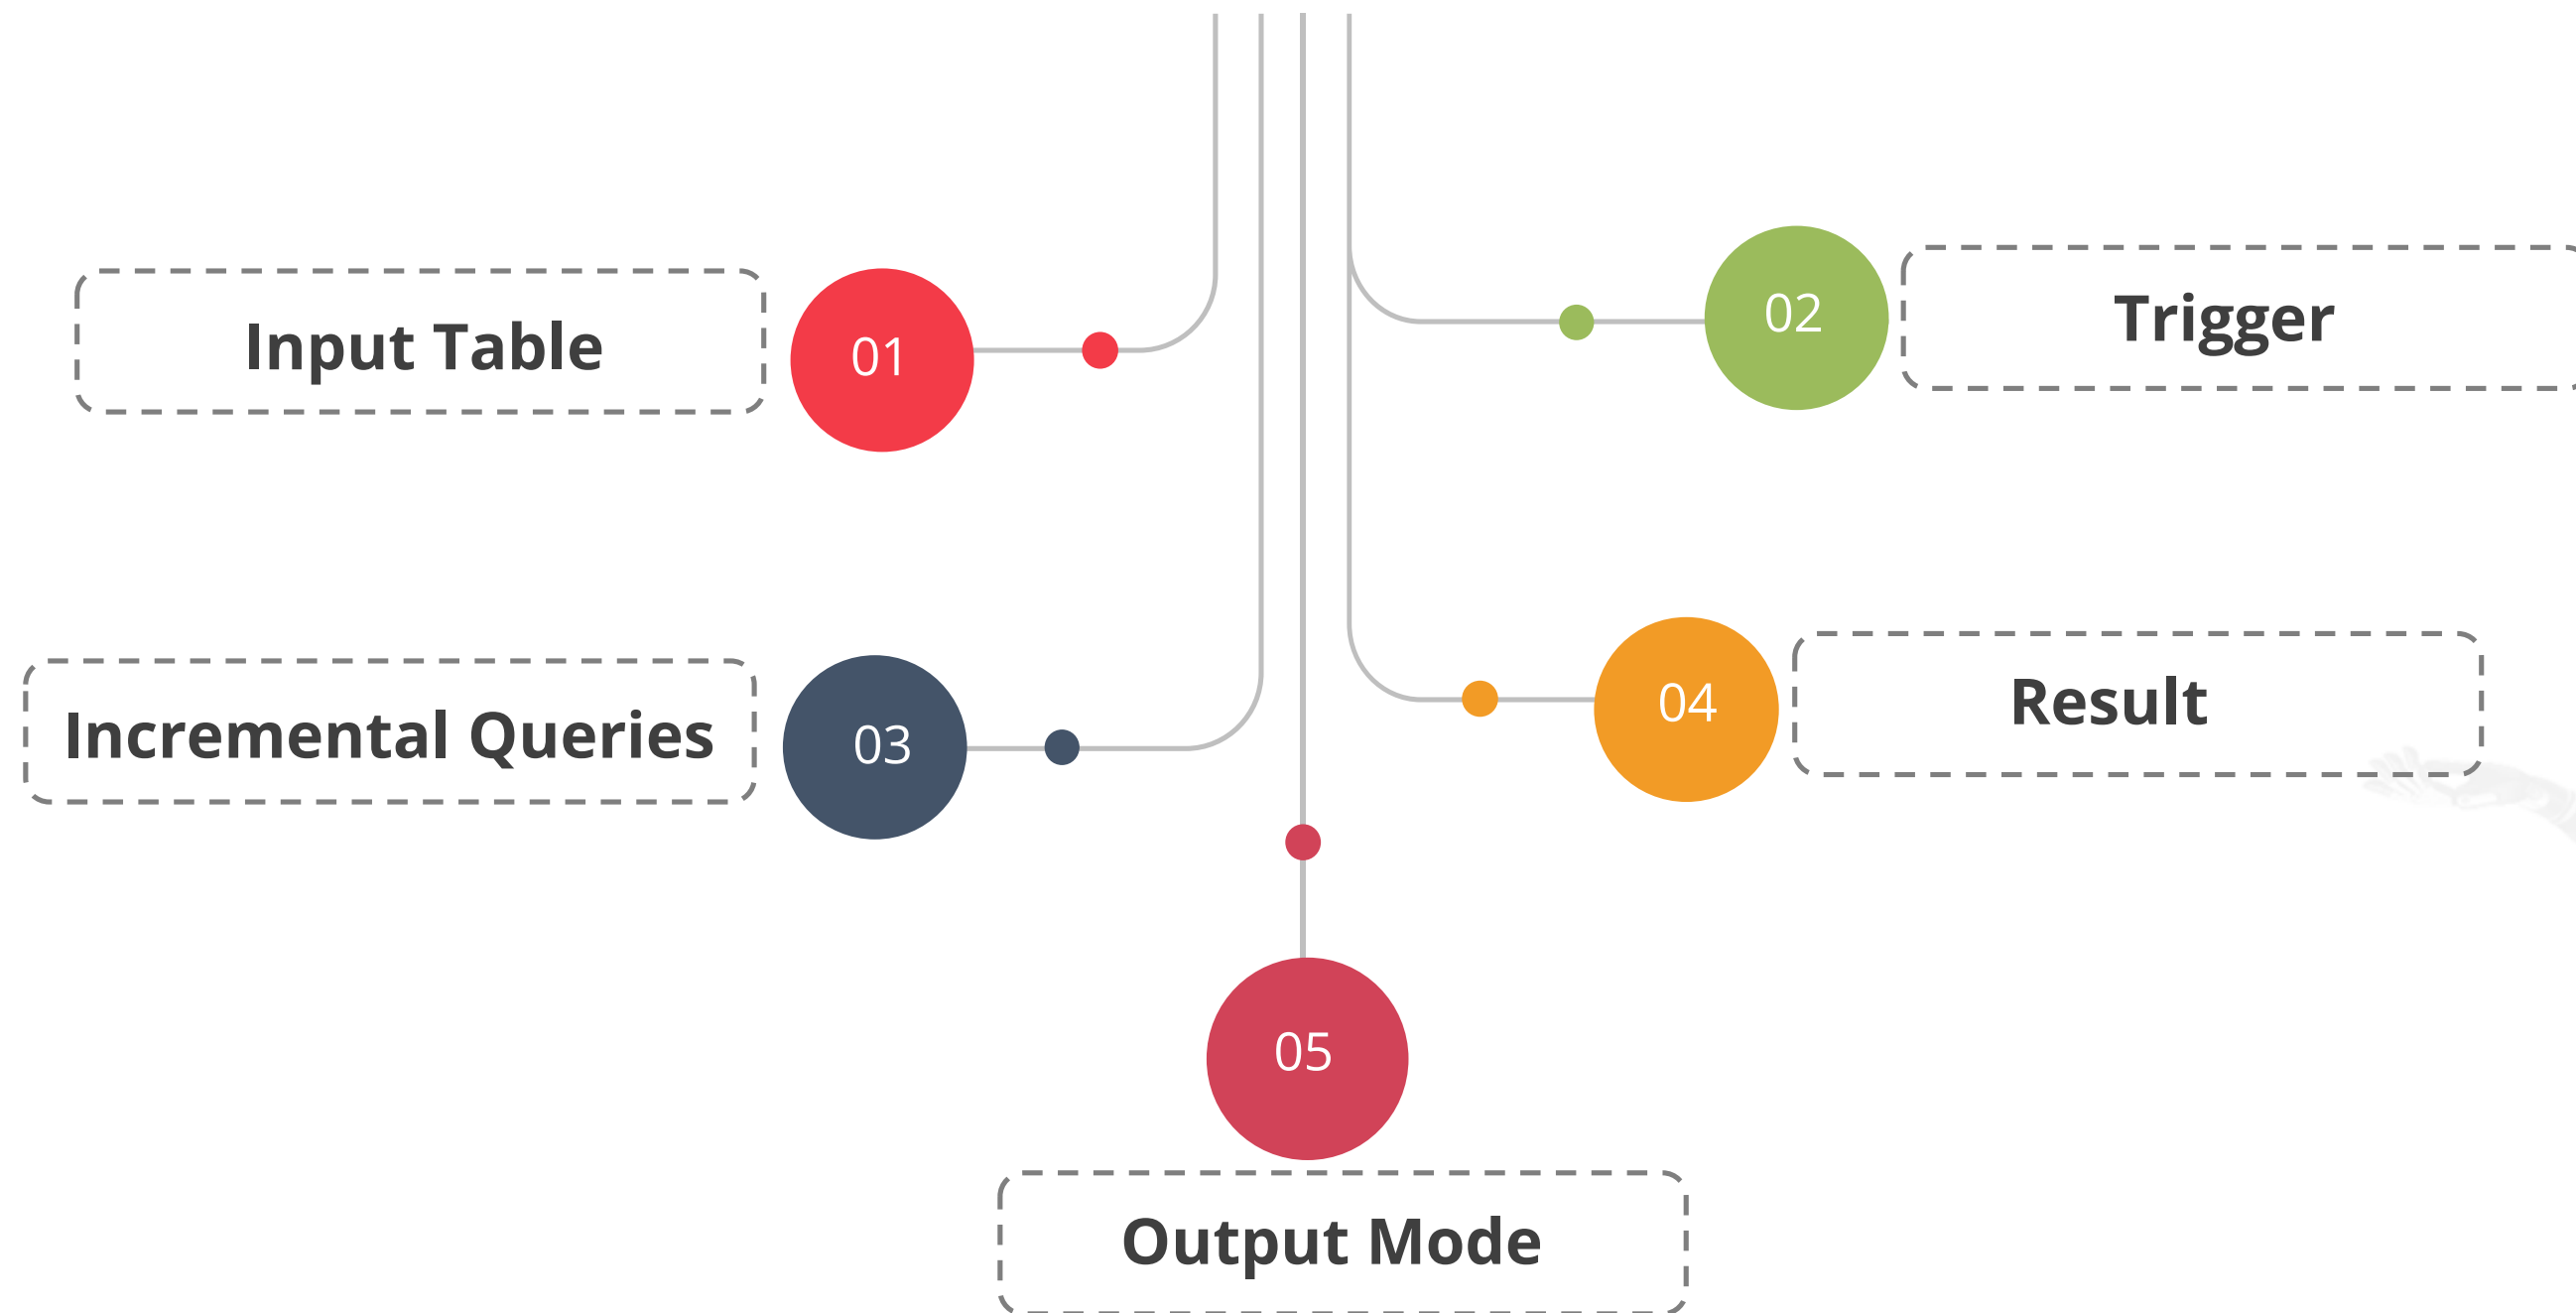 01
Input Table
02
Trigger
03
Incremental Queries
04
Result
05
Output Mode